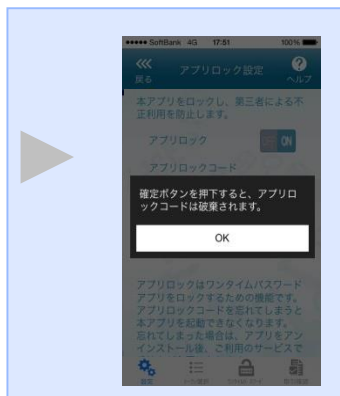 SoftBank 4G 17:51 100%
戻る アプリロック設定 ? ヘルプ
本アプリをロックし、第三者による不
正利用を防止します。
アプリロック OFF ON
アプリロックコード
確定ボタンを押下すると、アプリロ
ックコードは破棄されます。
OK
アプリロックはワンタイムパスワード
アプリをロックするための機能です。
アプリロックコードを忘れてしまうと
本アプリを起動できなくなります。
忘れてしまった場合は、アプリをアン
インストール後、ご利用のサービスで
設定